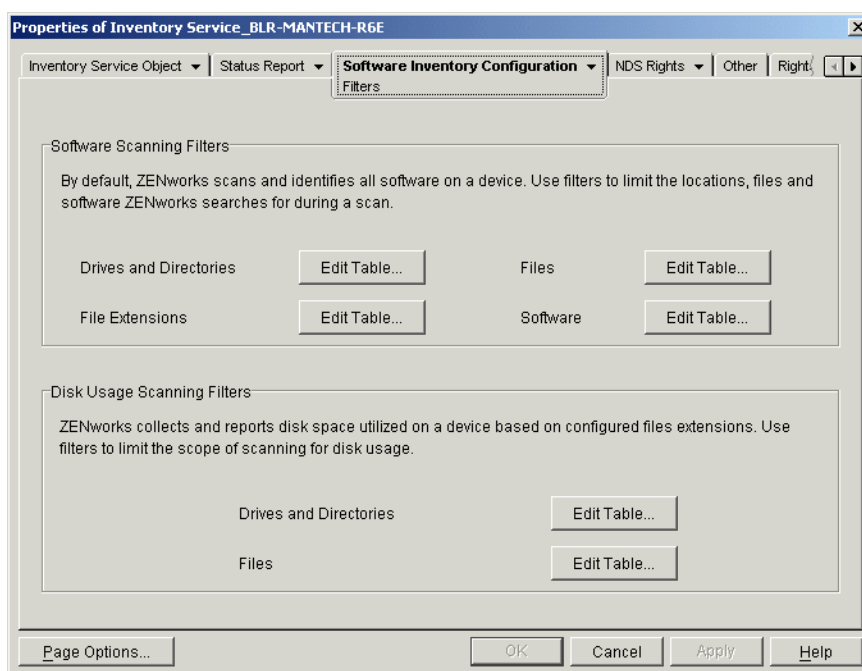 Properties of Inventory Service_BLR-MANTECH-R6E
Inventory Service Object
Status Report
Software Inventory Configuration
Filters
NDS Rights
Other
Software Scanning Filters
By default, ZENworks scans and identifies all software on a device. Use filters to limit the locations, files and
software ZENworks searches for during a scan.
Drives and Directories Edit Table... Files Edit Table...
File Extensions Edit Table... Software Edit Table...
Disk Usage Scanning Filters
ZENworks collects and reports disk space utilized on a device based on configured files extensions. Use
filters to limit the scope of scanning for disk usage.
Drives and Directories Edit Table...
Files Edit Table...
Page Options... OK Cancel Apply Help